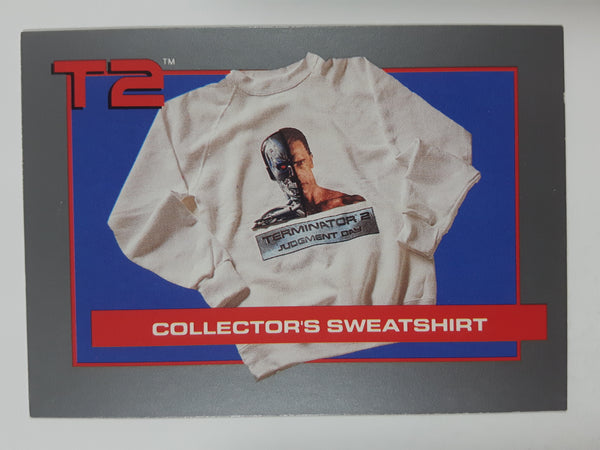 T2™
TERMINATOR 2
JUDGMENT DAY
COLLECTOR'S SWEATSHIRT